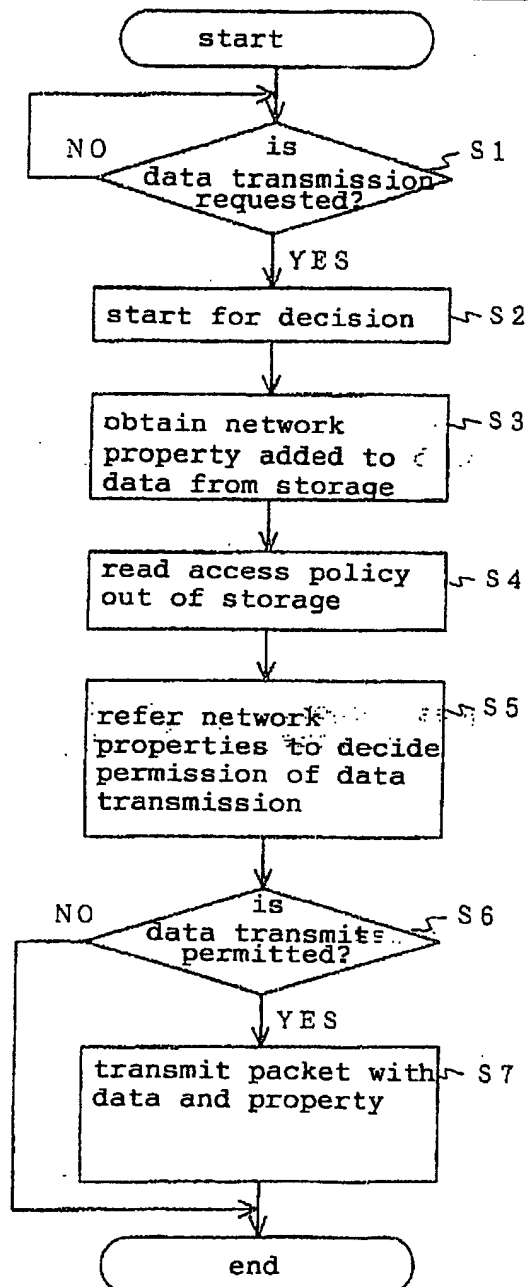 start
is
data transmission
requested?
NO
S1
YES
start for decision
S2
obtain network
property added to
data from storage
S3
read access policy
out of storage
S4
refer network
properties to decide
permission of data
transmission
S5
is
data transmits
permitted?
NO
S6
YES
transmit packet with
data and property
S7
end